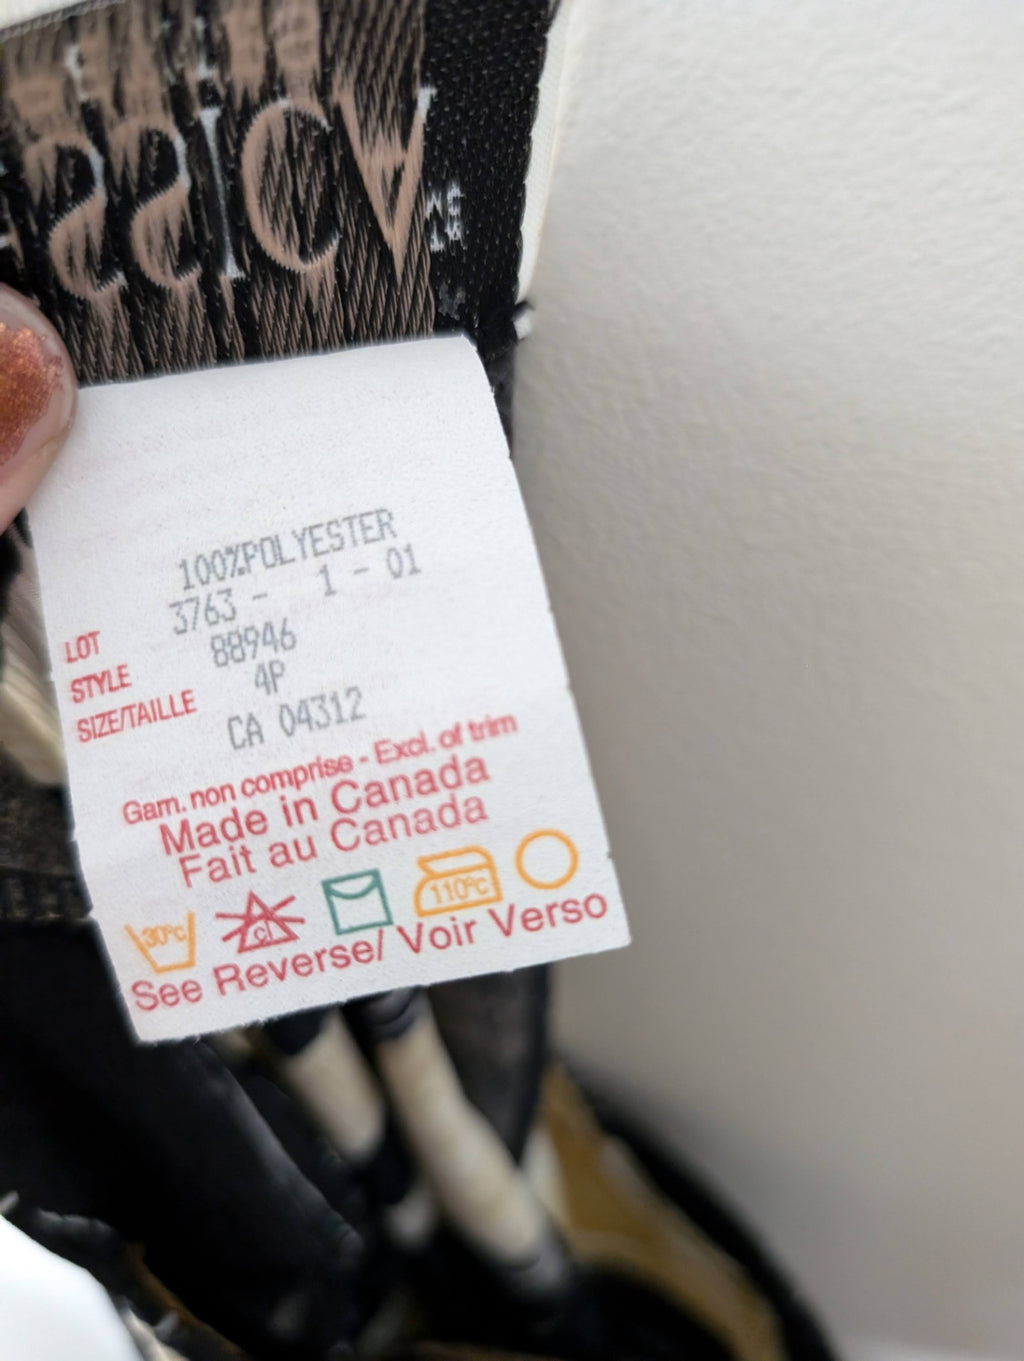 100%POLYESTER
LOT 3763 - 1 - 01
STYLE 88946
SIZE/TAILLE 4P
CA 04312
Garn. non comprise - Excl. of trim
Made in Canada
Fait au Canada
30°C cl 110°C
See Reverse/ Voir Verso